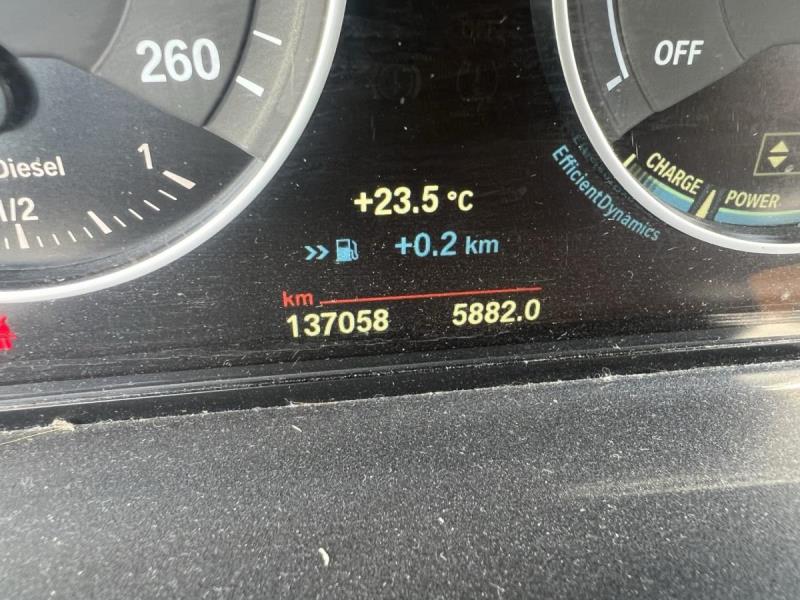 260
OFF
Diesel
1
1/2
CHARGE
POWER
EfficientDynamics
+23.5 °C
+0.2 km
km
137058 5882.0